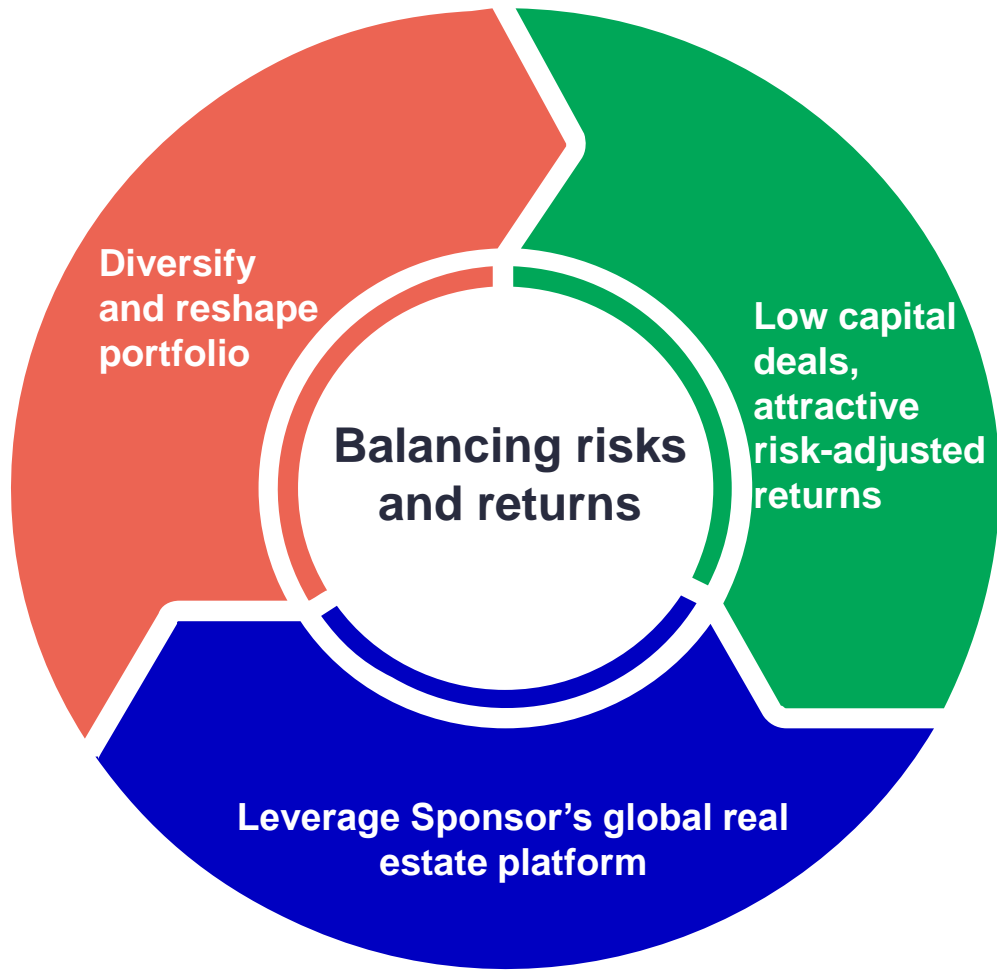 Diversify
and reshape
portfolio
Low capital
deals,
attractive
risk-adjusted
returns
Balancing risks
and returns
Leverage Sponsor’s global real
estate platform